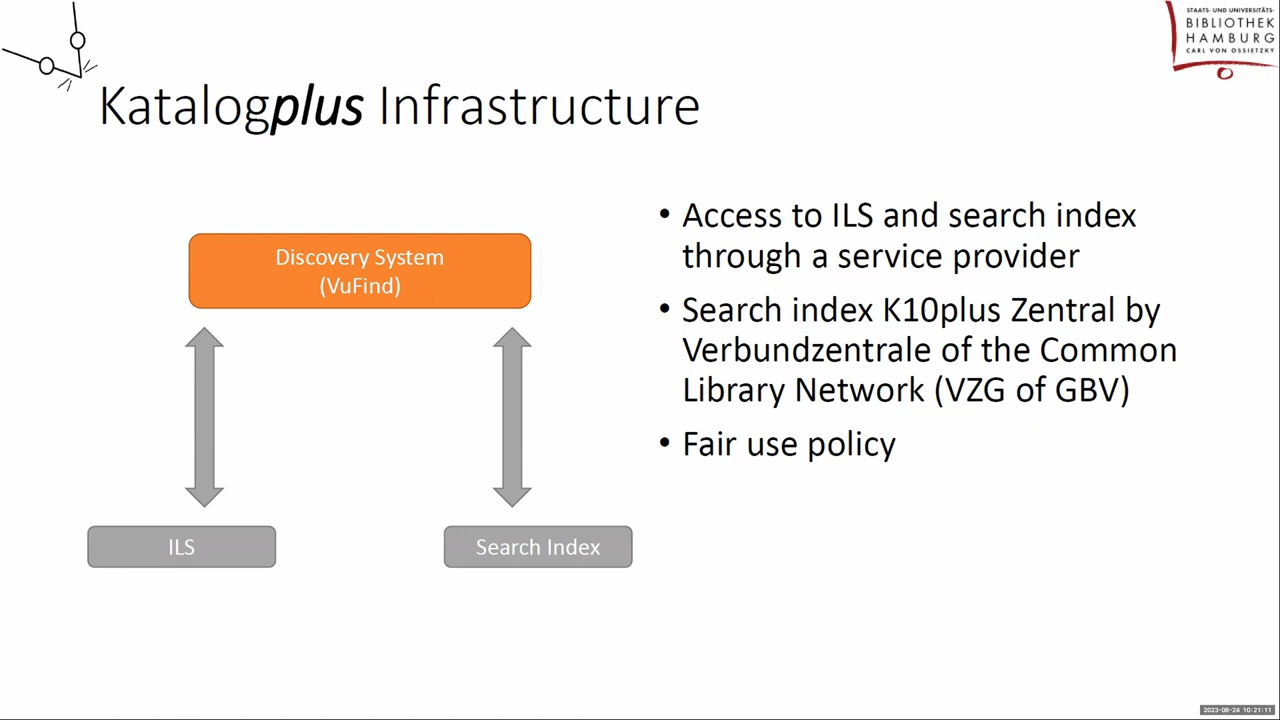 STAATS- UND UNIVERSITÄTS-
BIBLIOTHEK
HAMBURG
CARL VON OSSIETZKY
Katalogplus Infrastructure
Discovery System
(VuFind)
ILS
Search Index
• Access to ILS and search index
through a service provider
• Search index K10plus Zentral by
Verbundzentrale of the Common
Library Network (VZG of GBV)
• Fair use policy
2023-08-24 10:21:11